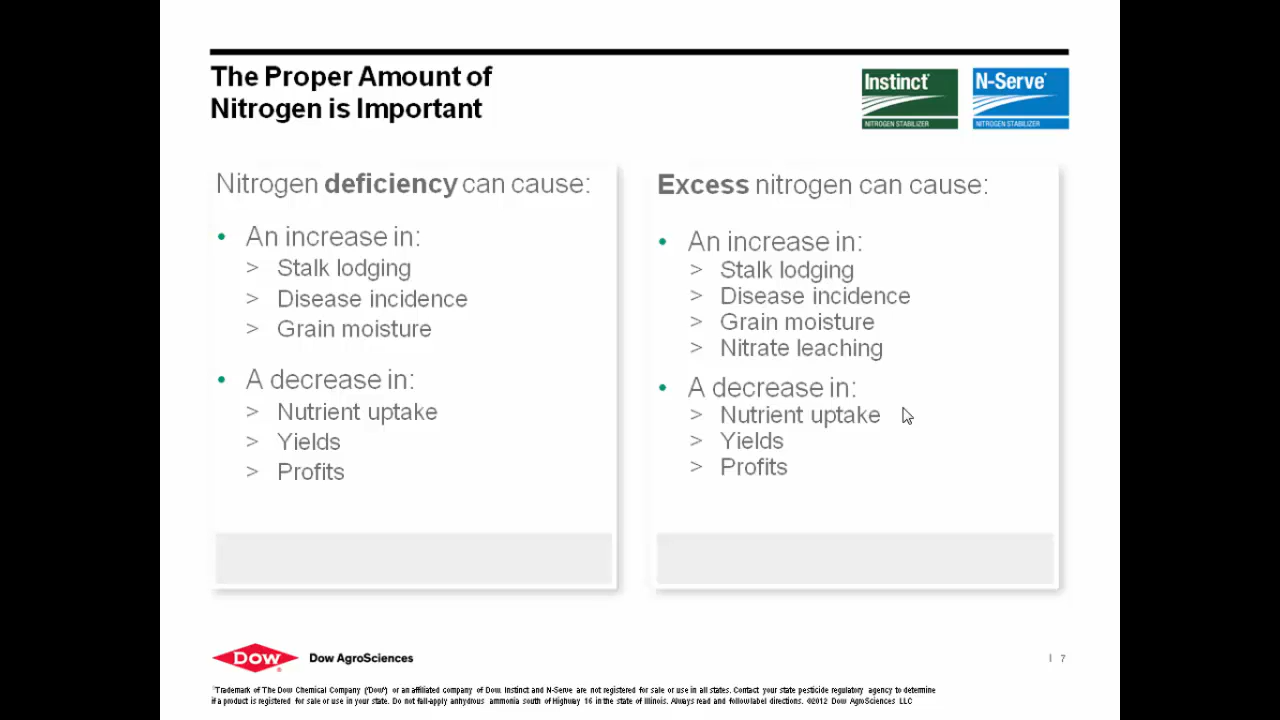 The Proper Amount of
Nitrogen is Important
Instinct®
NITROGEN STABILIZER
N-Serve®
NITROGEN STABILIZER
Nitrogen deficiency can cause:
• An increase in:
> Stalk lodging
> Disease incidence
> Grain moisture
• A decrease in:
> Nutrient uptake
> Yields
> Profits
Excess nitrogen can cause:
• An increase in:
> Stalk lodging
> Disease incidence
> Grain moisture
> Nitrate leaching
• A decrease in:
> Nutrient uptake
> Yields
> Profits
DOW®
Dow AgroSciences
| 7
Trademark of The Dow Chemical Company ("Dow") or an affiliated company of Dow. Instinct and N-Serve are not registered for sale or use in all states. Contact your state pesticide regulatory agency to determine
if a product is registered for sale or use in your state. Do not fall-apply anhydrous ammonia south of Highway 16 in the state of Illinois. Always read and follow label directions. ©2012 Dow AgroSciences LLC